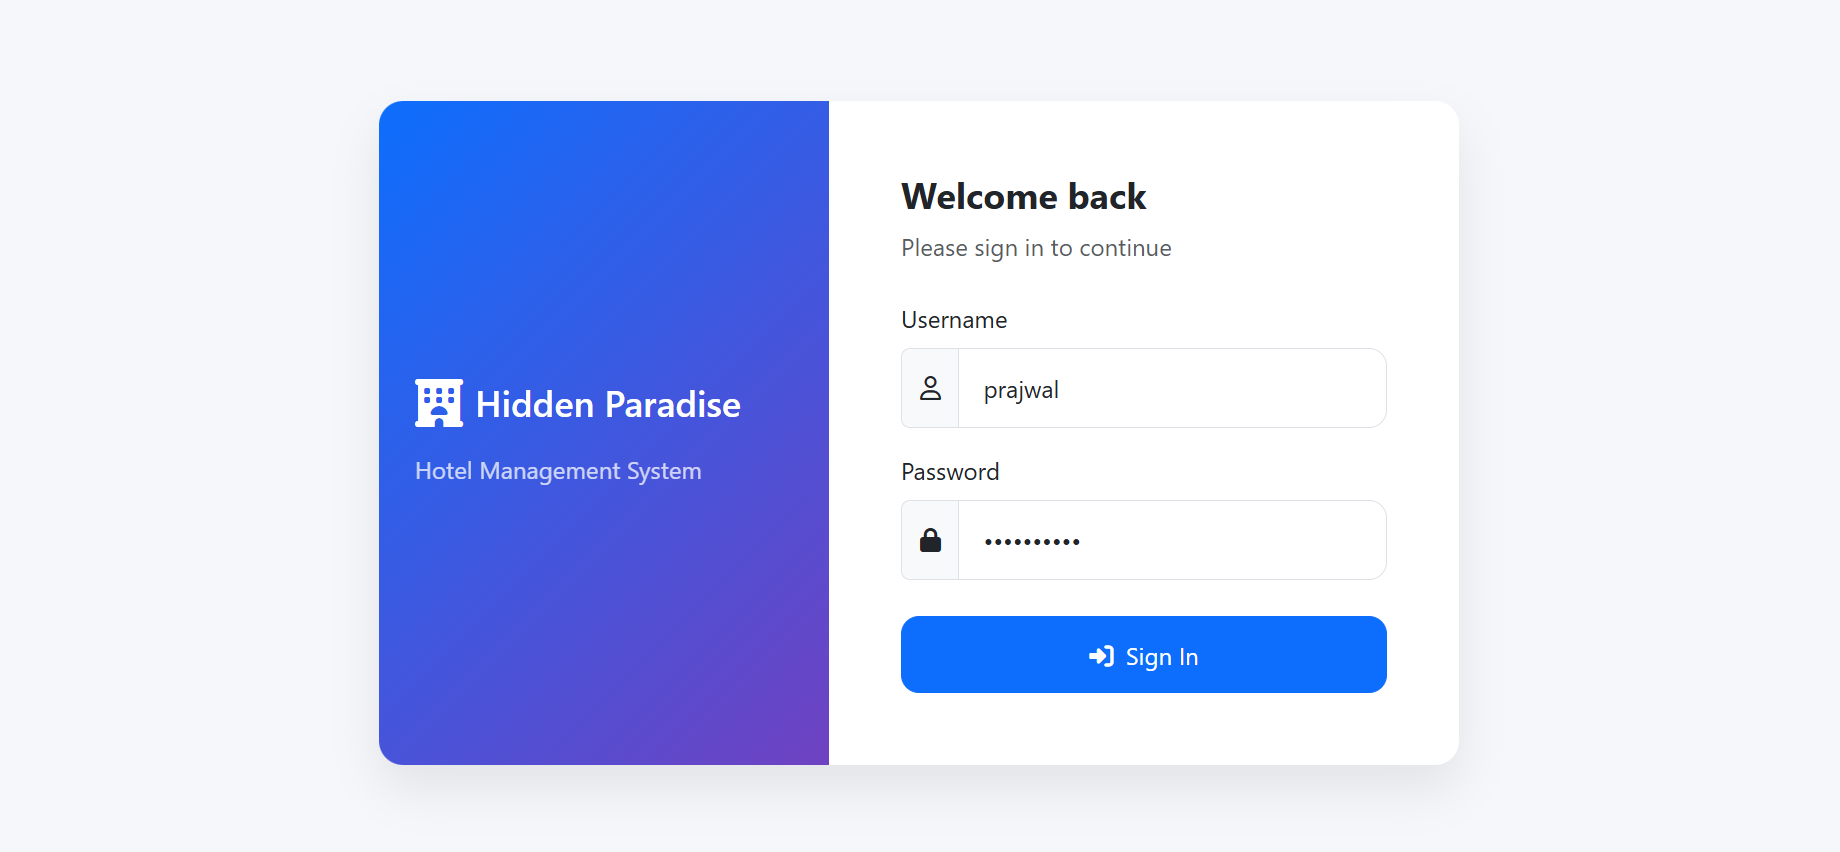 Hidden Paradise
Hotel Management System
Welcome back
Please sign in to continue
Username
prajwal
Password
••••••••••
Sign In